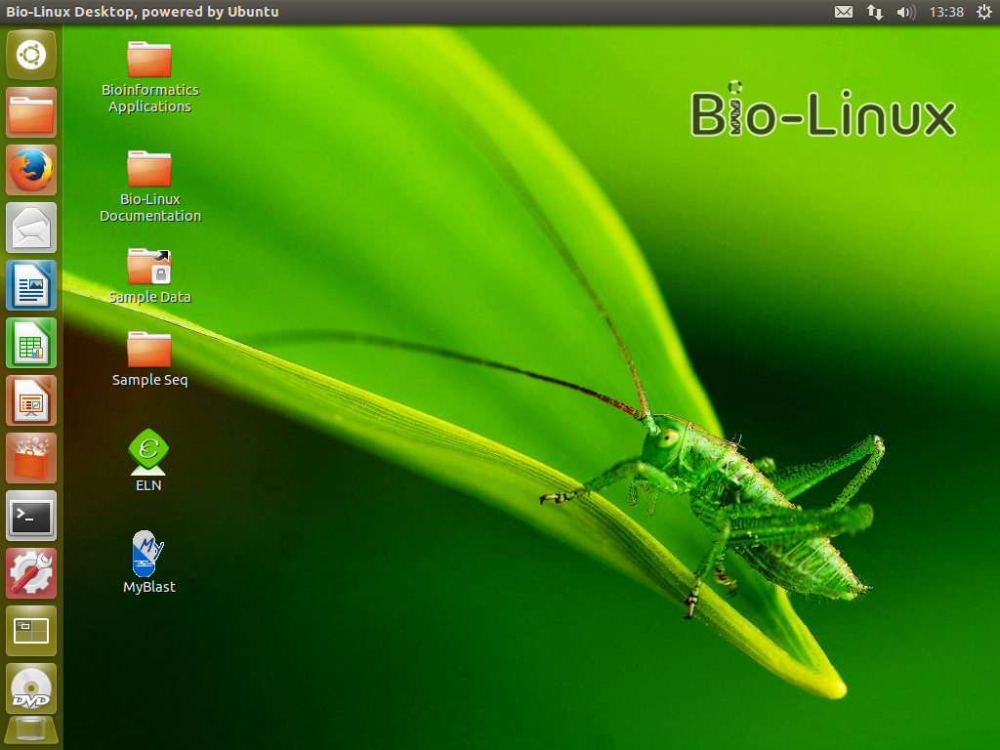 Bio-Linux Desktop, powered by Ubuntu
13:38
Bioinformatics
Applications
Bio-Linux
Bio-Linux
Documentation
Sample Data
Sample Seq
ELN
My
MyBlast
>_
DVD